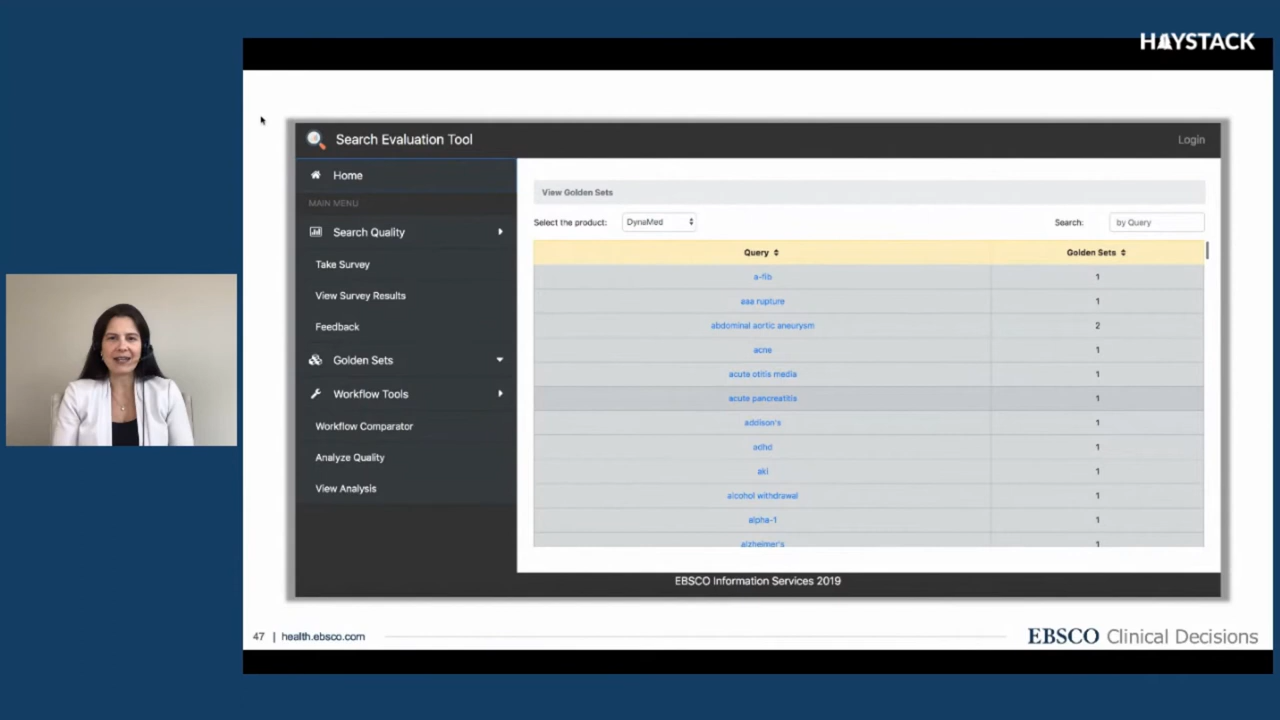 HAYSTACK
Search Evaluation Tool
Login
Home
MAIN MENU
Search Quality
Take Survey
View Survey Results
Feedback
Golden Sets
Workflow Tools
Workflow Comparator
Analyze Quality
View Analysis
View Golden Sets
Select the product: DynaMed Search: by Query
Query Golden Sets
a-fib 1
aaa rupture 1
abdominal aortic aneurysm 2
acne 1
acute otitis media 1
acute pancreatitis 1
addison's 1
adhd 1
aki 1
alcohol withdrawal 1
alpha-1 1
alzheimer's 1
EBSCO Information Services 2019
47 | health.ebsco.com
EBSCO Clinical Decisions